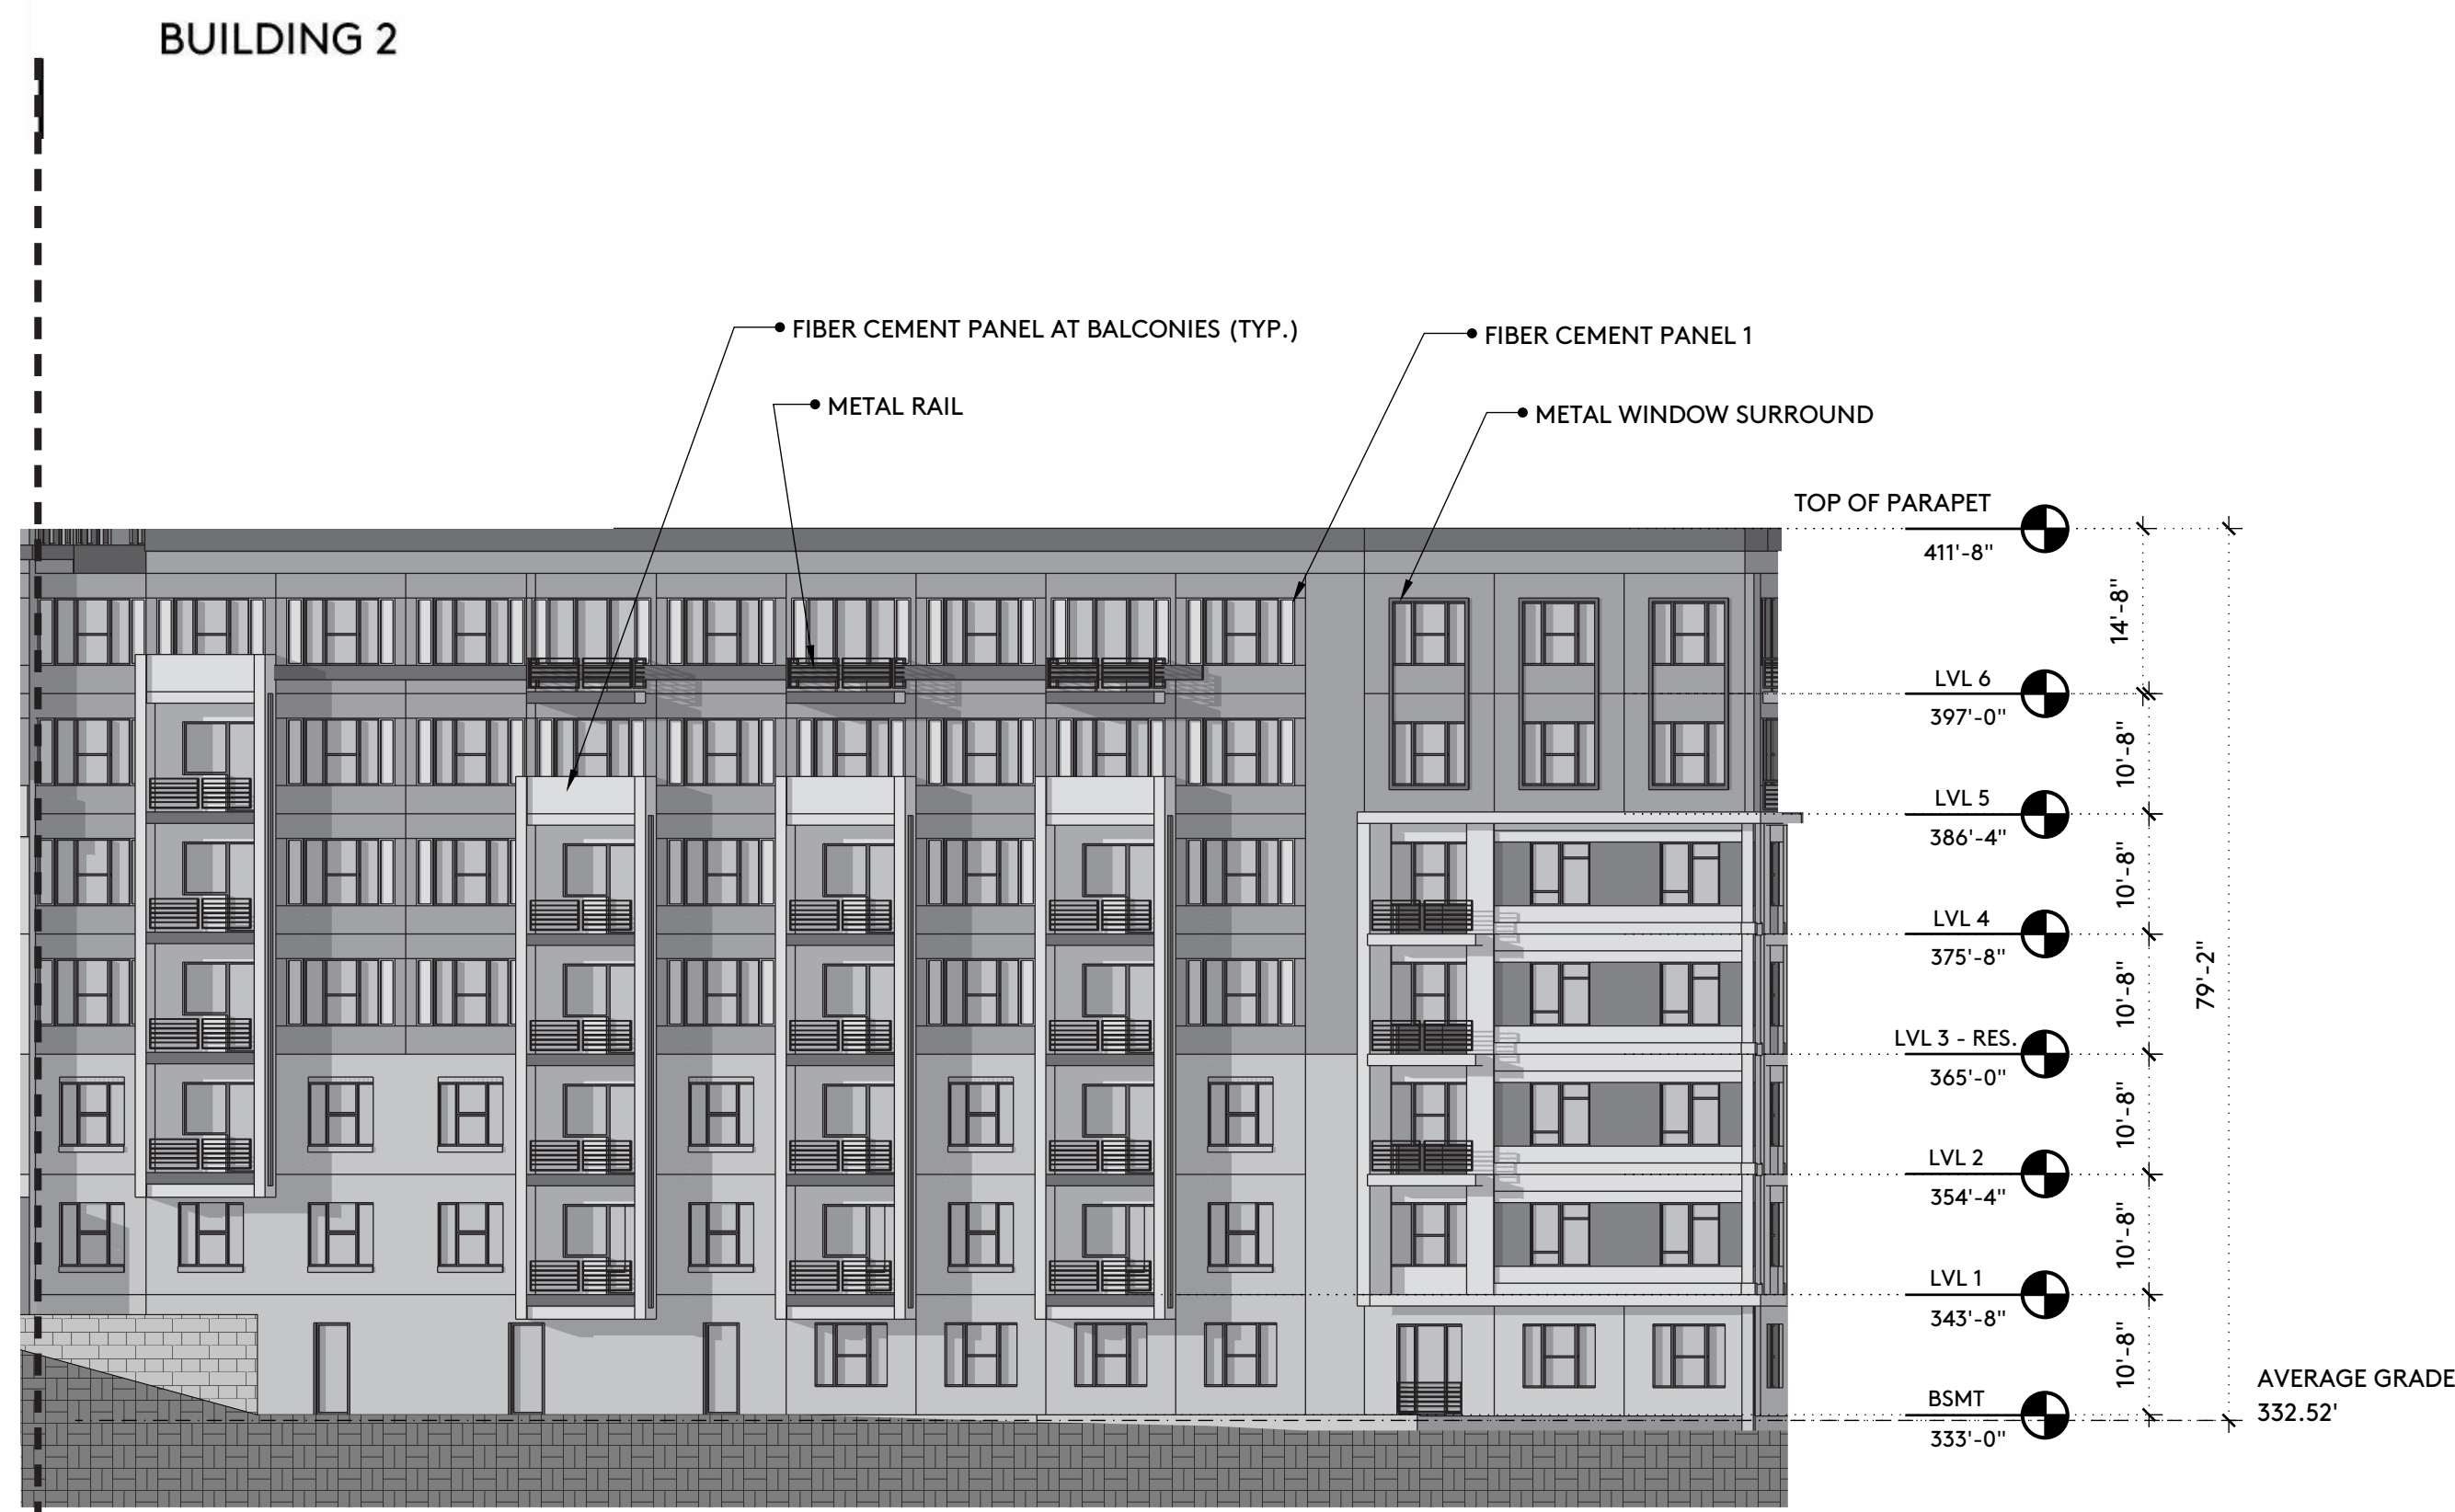 BUILDING 2
FIBER CEMENT PANEL AT BALCONIES (TYP.)
FIBER CEMENT PANEL 1
METAL RAIL
METAL WINDOW SURROUND
TOP OF PARAPET
411'-8"
14'-8"
LVL 6
397'-0"
10'-8"
LVL 5
386'-4"
10'-8"
LVL 4
375'-8"
10'-8"
79'-2"
LVL 3 - RES.
365'-0"
10'-8"
LVL 2
354'-4"
10'-8"
LVL 1
343'-8"
10'-8"
AVERAGE GRADE
332.52'
BSMT
333'-0"